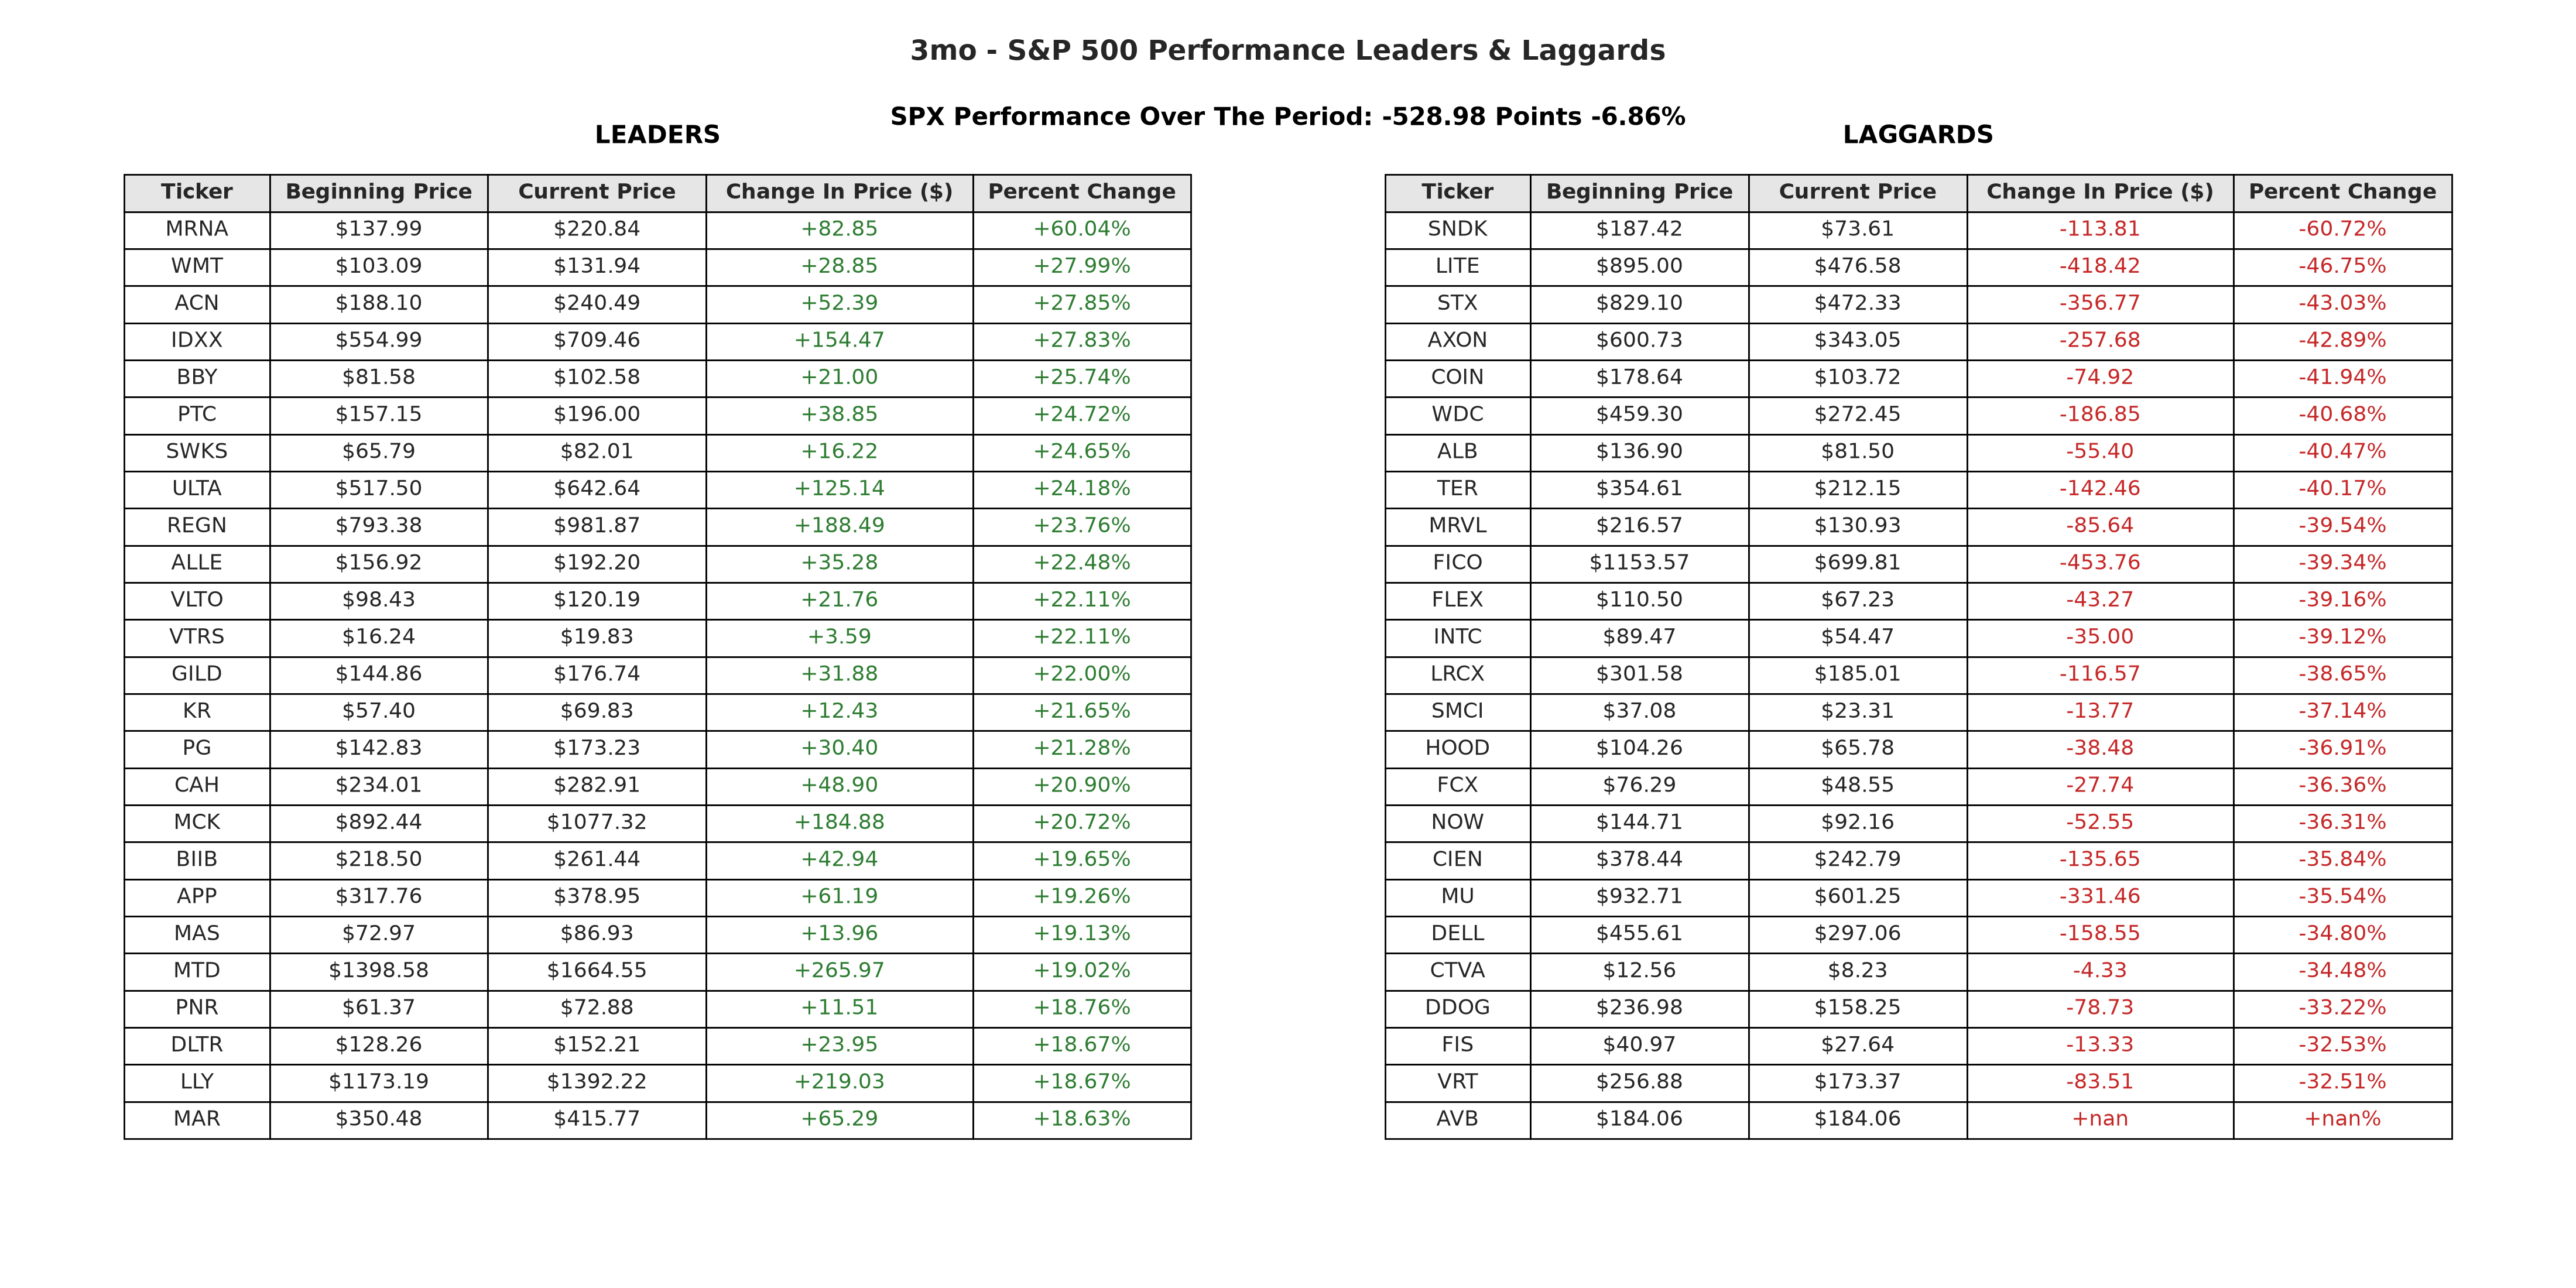 3mo - S&P 500 Performance Leaders & Laggards
SPX Performance Over The Period: -528.98 Points -6.86%
LEADERS
Ticker Beginning Price Current Price Change In Price ($) Percent Change
MRNA $137.99 $220.84 +82.85 +60.04%
WMT $103.09 $131.94 +28.85 +27.99%
ACN $188.10 $240.49 +52.39 +27.85%
IDXX $554.99 $709.46 +154.47 +27.83%
BBY $81.58 $102.58 +21.00 +25.74%
PTC $157.15 $196.00 +38.85 +24.72%
SWKS $65.79 $82.01 +16.22 +24.65%
ULTA $517.50 $642.64 +125.14 +24.18%
REGN $793.38 $981.87 +188.49 +23.76%
ALLE $156.92 $192.20 +35.28 +22.48%
VLTO $98.43 $120.19 +21.76 +22.11%
VTRS $16.24 $19.83 +3.59 +22.11%
GILD $144.86 $176.74 +31.88 +22.00%
KR $57.40 $69.83 +12.43 +21.65%
PG $142.83 $173.23 +30.40 +21.28%
CAH $234.01 $282.91 +48.90 +20.90%
MCK $892.44 $1077.32 +184.88 +20.72%
BIIB $218.50 $261.44 +42.94 +19.65%
APP $317.76 $378.95 +61.19 +19.26%
MAS $72.97 $86.93 +13.96 +19.13%
MTD $1398.58 $1664.55 +265.97 +19.02%
PNR $61.37 $72.88 +11.51 +18.76%
DLTR $128.26 $152.21 +23.95 +18.67%
LLY $1173.19 $1392.22 +219.03 +18.67%
MAR $350.48 $415.77 +65.29 +18.63%
LAGGARDS
Ticker Beginning Price Current Price Change In Price ($) Percent Change
SNDK $187.42 $73.61 -113.81 -60.72%
LITE $895.00 $476.58 -418.42 -46.75%
STX $829.10 $472.33 -356.77 -43.03%
AXON $600.73 $343.05 -257.68 -42.89%
COIN $178.64 $103.72 -74.92 -41.94%
WDC $459.30 $272.45 -186.85 -40.68%
ALB $136.90 $81.50 -55.40 -40.47%
TER $354.61 $212.15 -142.46 -40.17%
MRVL $216.57 $130.93 -85.64 -39.54%
FICO $1153.57 $699.81 -453.76 -39.34%
FLEX $110.50 $67.23 -43.27 -39.16%
INTC $89.47 $54.47 -35.00 -39.12%
LRCX $301.58 $185.01 -116.57 -38.65%
SMCI $37.08 $23.31 -13.77 -37.14%
HOOD $104.26 $65.78 -38.48 -36.91%
FCX $76.29 $48.55 -27.74 -36.36%
NOW $144.71 $92.16 -52.55 -36.31%
CIEN $378.44 $242.79 -135.65 -35.84%
MU $932.71 $601.25 -331.46 -35.54%
DELL $455.61 $297.06 -158.55 -34.80%
CTVA $12.56 $8.23 -4.33 -34.48%
DDOG $236.98 $158.25 -78.73 -33.22%
FIS $40.97 $27.64 -13.33 -32.53%
VRT $256.88 $173.37 -83.51 -32.51%
AVB $184.06 $184.06 +nan +nan%